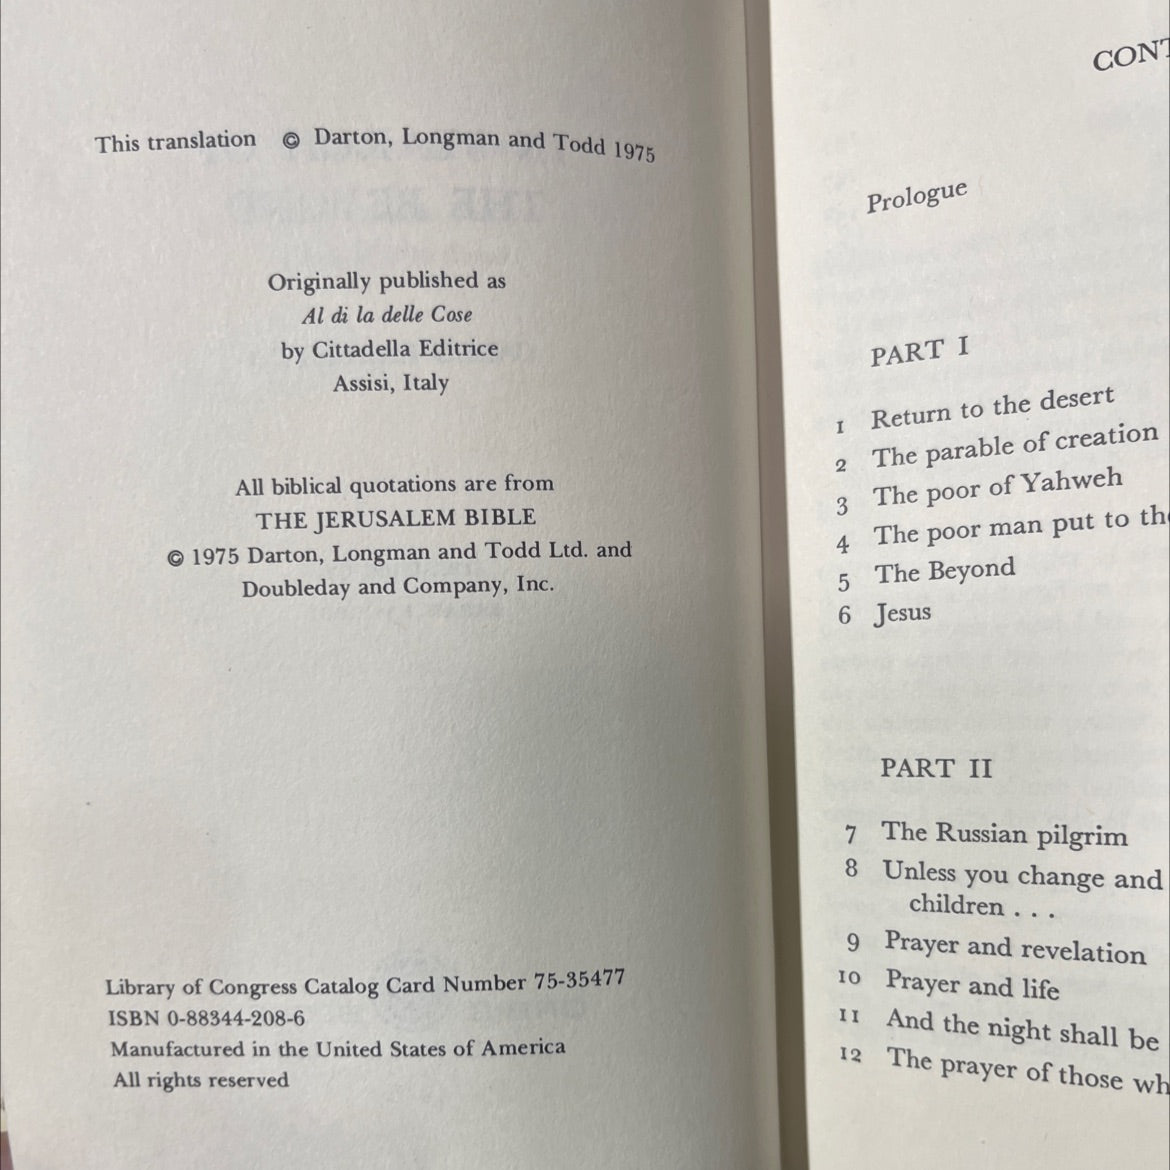 This translation © Darton, Longman and Todd 1975
Originally published as
Al di la delle Cose
by Cittadella Editrice
Assisi, Italy
All biblical quotations are from
THE JERUSALEM BIBLE
© 1975 Darton, Longman and Todd Ltd. and
Doubleday and Company, Inc.
Library of Congress Catalog Card Number 75-35477
ISBN 0-88344-208-6
Manufactured in the United States of America
All rights reserved
CONT
Prologue
PART I
1 Return to the desert
2 The parable of creation
3 The poor of Yahweh
4 The poor man put to the
5 The Beyond
6 Jesus
PART II
7 The Russian pilgrim
8 Unless you change and
children . . .
9 Prayer and revelation
10 Prayer and life
11 And the night shall be
12 The prayer of those wh